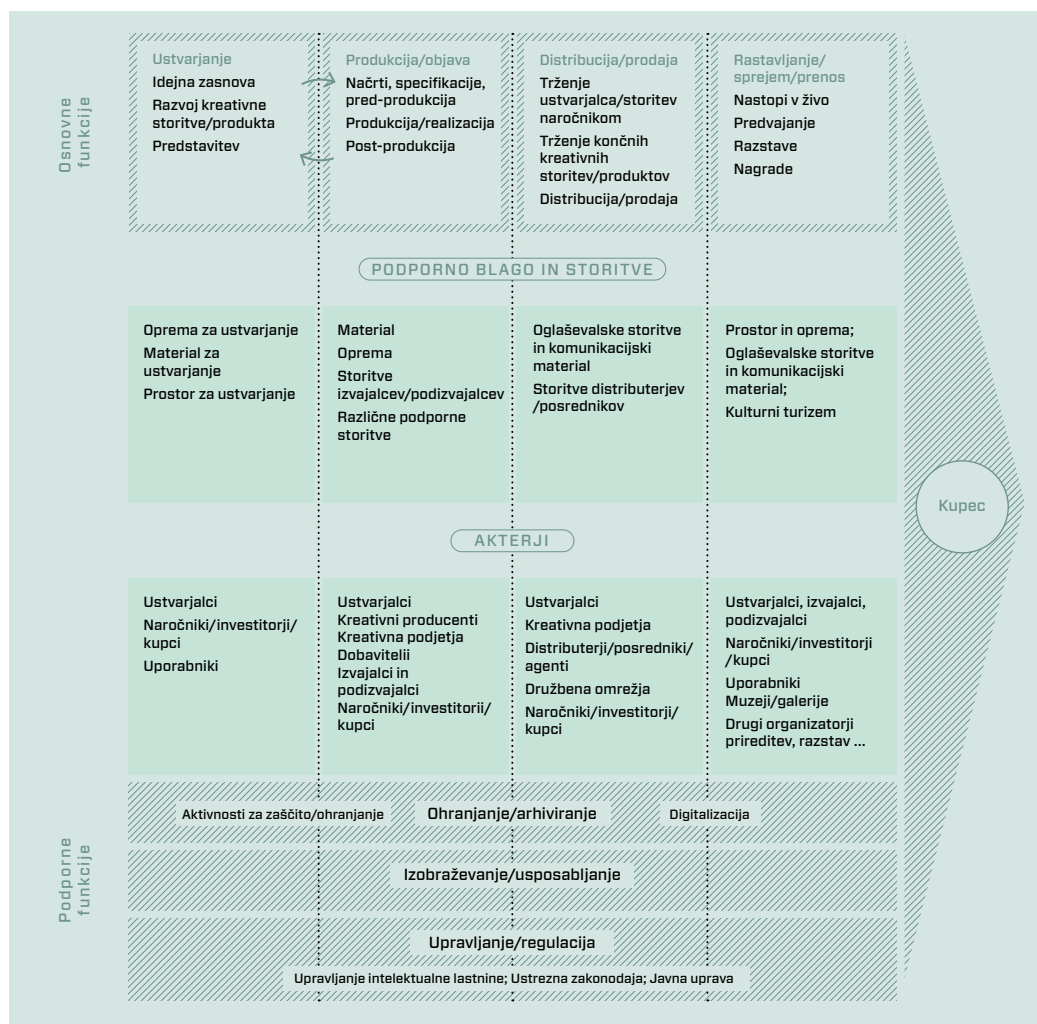 Osnovne
funkcije
Ustvarjanje
Idejna zasnova
Razvoj kreativne
storitve/produkta
Predstavitev
Produkcija/objava
Načrti, specifikacije,
pred-produkcija
Produkcija/realizacija
Post-produkcija
Distribucija/prodaja
Trženje
ustvarjalca/storitev
naročnikom
Trženje končnih
kreativnih
storitev/produktov
Distribucija/prodaja
Rastavljanje/
sprejem/prenos
Nastopi v živo
Predvajanje
Razstave
Nagrade
PODPORNO BLAGO IN STORITVE
Oprema za ustvarjanje
Material za
ustvarjanje
Prostor za ustvarjanje
Material
Oprema
Storitve
izvajalcev/podizvajalcev
Različne podporne
storitve
Oglaševalske storitve
in komunikacijski
material
Storitve distributerjev
/posrednikov
Prostor in oprema;
Oglaševalske storitve
in komunikacijski
material;
Kulturni turizem
Kupec
AKTERJI
Ustvarjalci
Naročniki/investitorji/
kupci
Uporabniki
Ustvarjalci
Kreativni producenti
Kreativna podjetja
Dobavitelii
Izvajalci in
podizvajalci
Naročniki/investitorii/
kupci
Ustvarjalci
Kreativna podjetja
Distributerji/posredniki/
agenti
Družbena omrežja
Naročniki/investitorji/
kupci
Ustvarjalci, izvajalci,
podizvajalci
Naročniki/investitorji
/kupci
Uporabniki
Muzeji/galerije
Drugi organizatorji
prireditev, razstav ...
Podporne
funkcije
Aktivnosti za zaščito/ohranjanje
Ohranjanje/arhiviranje
Digitalizacija
Izobraževanje/usposabljanje
Upravljanje/regulacija
Upravljanje intelektualne lastnine; Ustrezna zakonodaja; Javna uprava